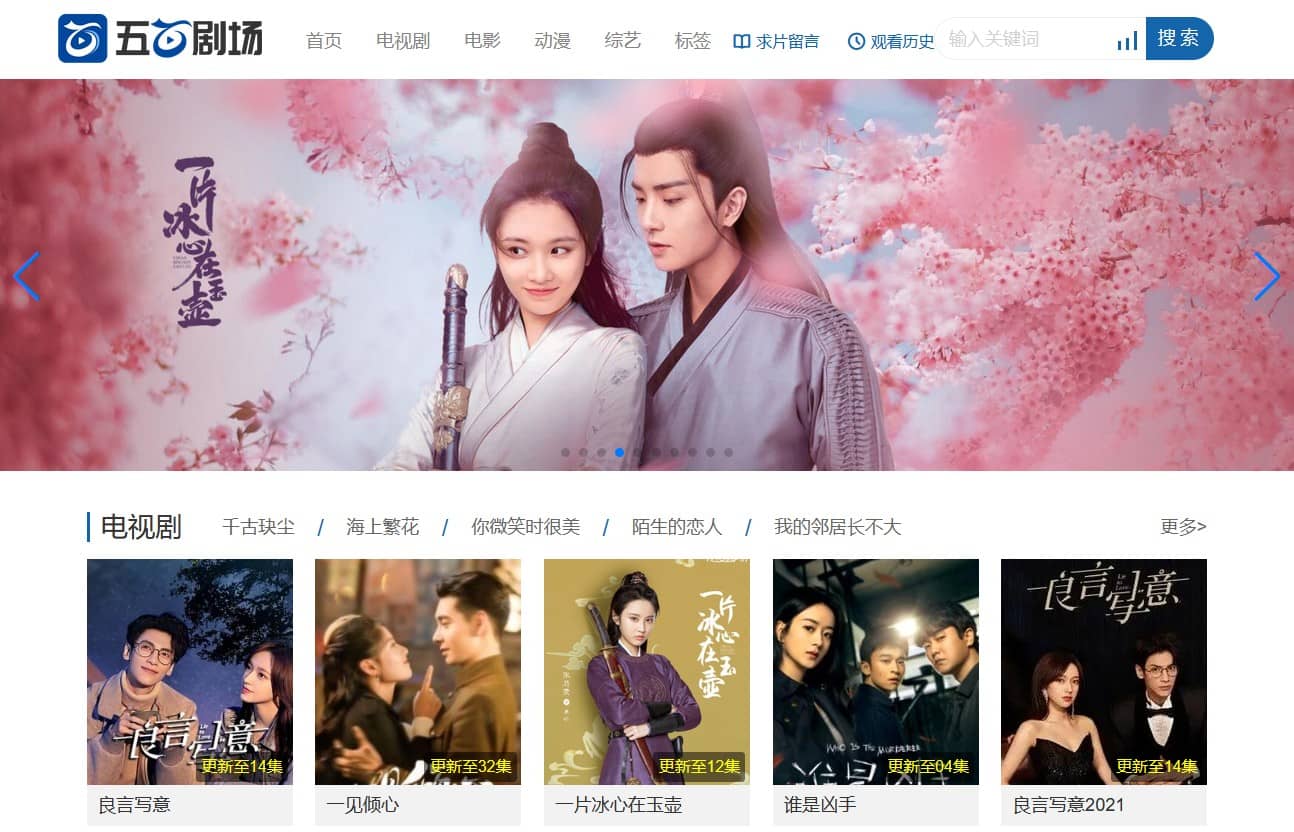 五百剧场
首页 电视剧 电影 动漫 综艺 标签 求片留言 观看历史 输入关键词 搜索
一片冰心在玉壶
电视剧 千古玦尘 / 海上繁花 / 你微笑时很美 / 陌生的恋人 / 我的邻居长不大 更多>
良言写意
更新至14集
更新至32集
一片冰心在玉壶
更新至12集
WHO IS THE MURDERER
谁是凶手
更新至04集
良言写意
Lie to Love
更新至14集
良言写意 一见倾心 一片冰心在玉壶 谁是凶手 良言写意2021